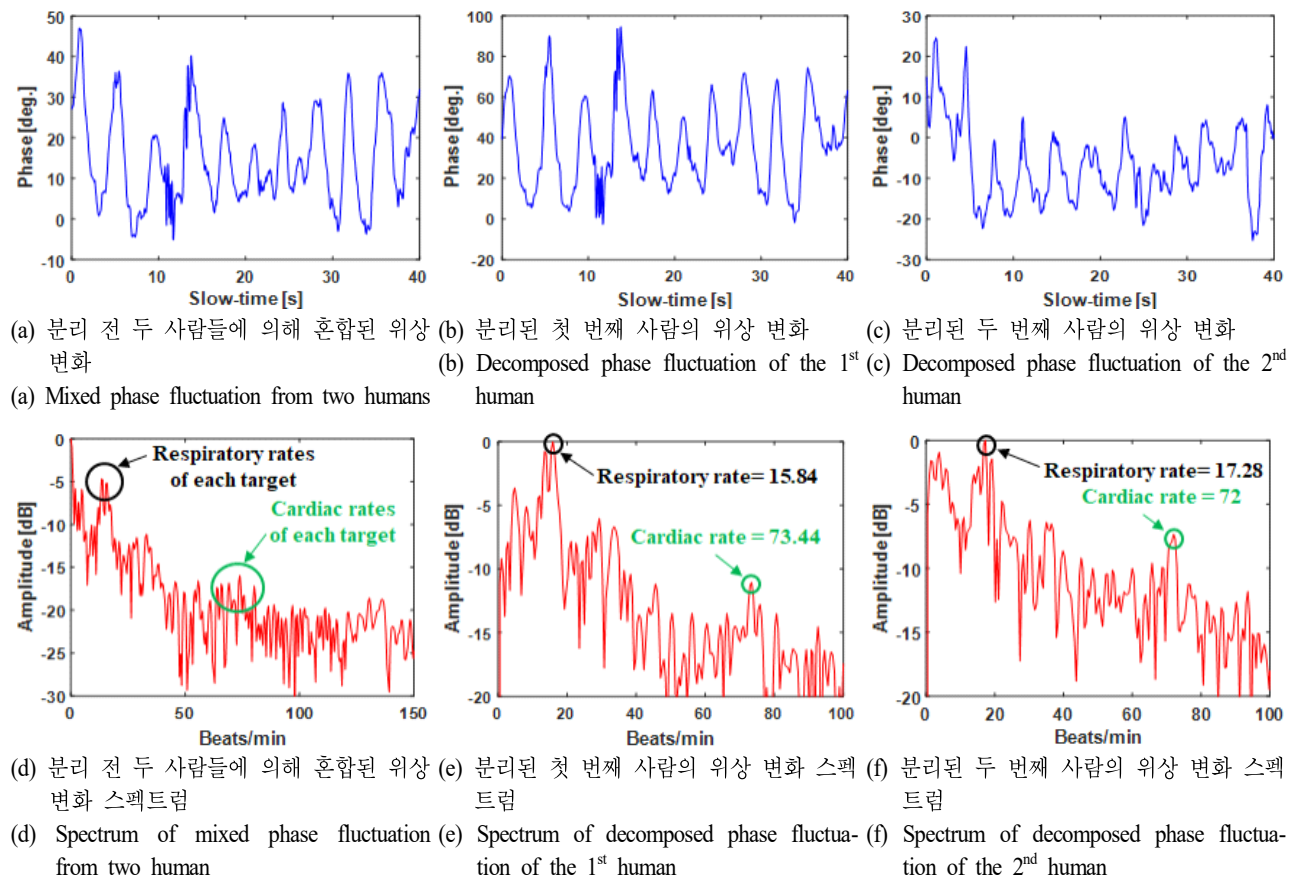 30
50
100
40
80
20
30
60
10
20
40
0
10
20
-10
0
0
-20
-10
-20
-30
Phase [deg.]
Phase [deg.]
Phase [deg.]
0 10 20 30 40
0 10 20 30 40
0 10 20 30 40
Slow-time [s]
Slow-time [s]
Slow-time [s]
(a) 분리 전 두 사람들에 의해 혼합된 위상
변화
(a) Mixed phase fluctuation from two humans
(b) 분리된 첫 번째 사람의 위상 변화
(b) Decomposed phase fluctuation of the 1st
human
(c) 분리된 두 번째 사람의 위상 변화
(c) Decomposed phase fluctuation of the 2nd
human
0
-5
-10
-15
-20
-25
-30
Amplitude [dB]
Respiratory rates
of each target
Cardiac rates
of each target
0 50 100 150
Beats/min
0
-5
-10
-15
-20
Amplitude [dB]
Respiratory rate= 15.84
Cardiac rate = 73.44
0 20 40 60 80 100
Beats/min
0
-5
-10
-15
-20
Amplitude [dB]
Respiratory rate= 17.28
Cardiac rate = 72
0 20 40 60 80 100
Beats/min
(d) 분리 전 두 사람들에 의해 혼합된 위상
변화 스펙트럼
(d) Spectrum of mixed phase fluctuation
from two human
(e) 분리된 첫 번째 사람의 위상 변화 스펙
트럼
(e) Spectrum of decomposed phase fluctua-
tion of the 1st human
(f) 분리된 두 번째 사람의 위상 변화 스펙
트럼
(f) Spectrum of decomposed phase fluctua-
tion of the 2nd human